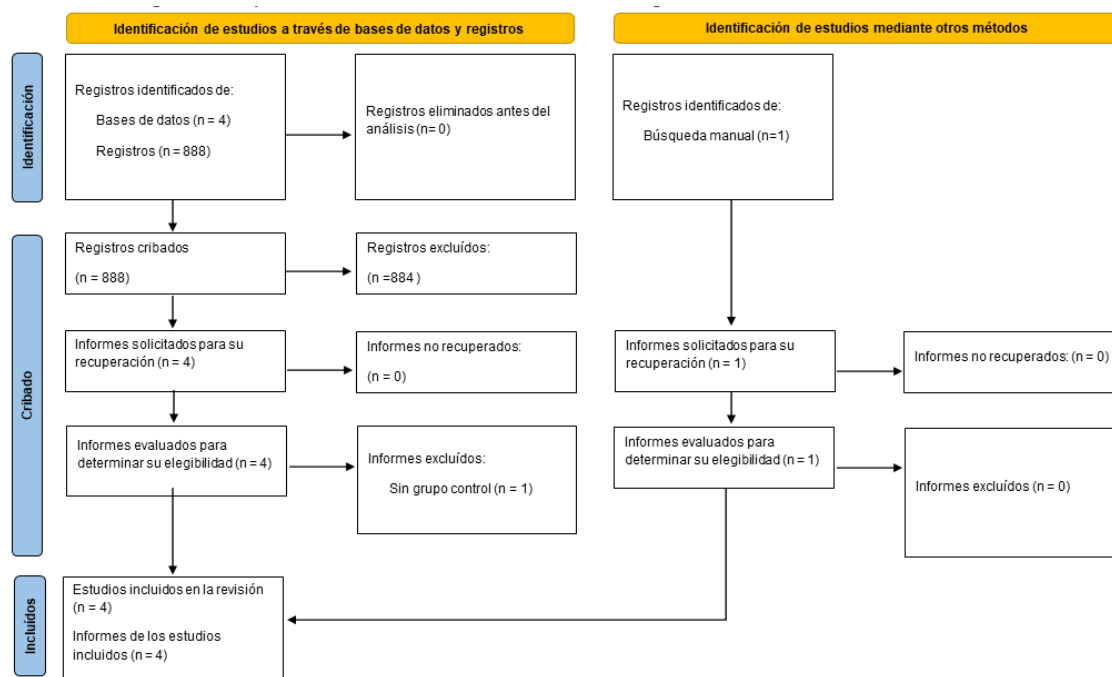 Identificación de estudios a través de bases de datos y registros
Identificación de estudios mediante otros métodos
Identificación
Registros identificados de:
Bases de datos (n = 4)
Registros (n = 888)
Registros eliminados antes del
análisis (n= 0)
Registros identificados de:
Búsqueda manual (n=1)
Cribado
Registros cribados
(n = 888)
Registros excluídos:
(n =884 )
Informes solicitados para su
recuperación (n = 4)
Informes no recuperados:
(n = 0)
Informes solicitados para su
recuperación (n = 1)
Informes no recuperados: (n = 0)
Informes evaluados para
determinar su elegibilidad (n = 4)
Informes excluídos:
Sin grupo control (n = 1)
Informes evaluados para
determinar su elegibilidad (n = 1)
Informes excluídos (n = 0)
Incluídos
Estudios incluidos en la revisión
(n = 4)
Informes de los estudios
incluidos (n = 4)